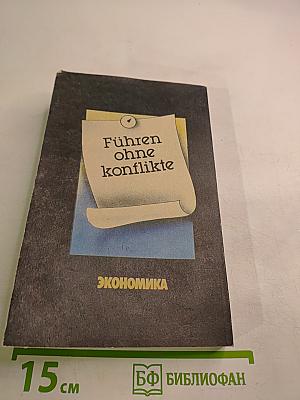 Führen
ohne
konflikte
ЭКОНОМИКА
15 см
БФ БИБЛИОФАН